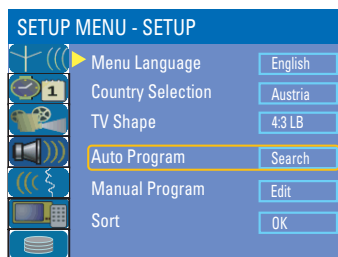 SETUP MENU - SETUP
Menu Language English
Country Selection Austria
TV Shape 4:3 LB
Auto Program Search
Manual Program Edit
Sort OK
1